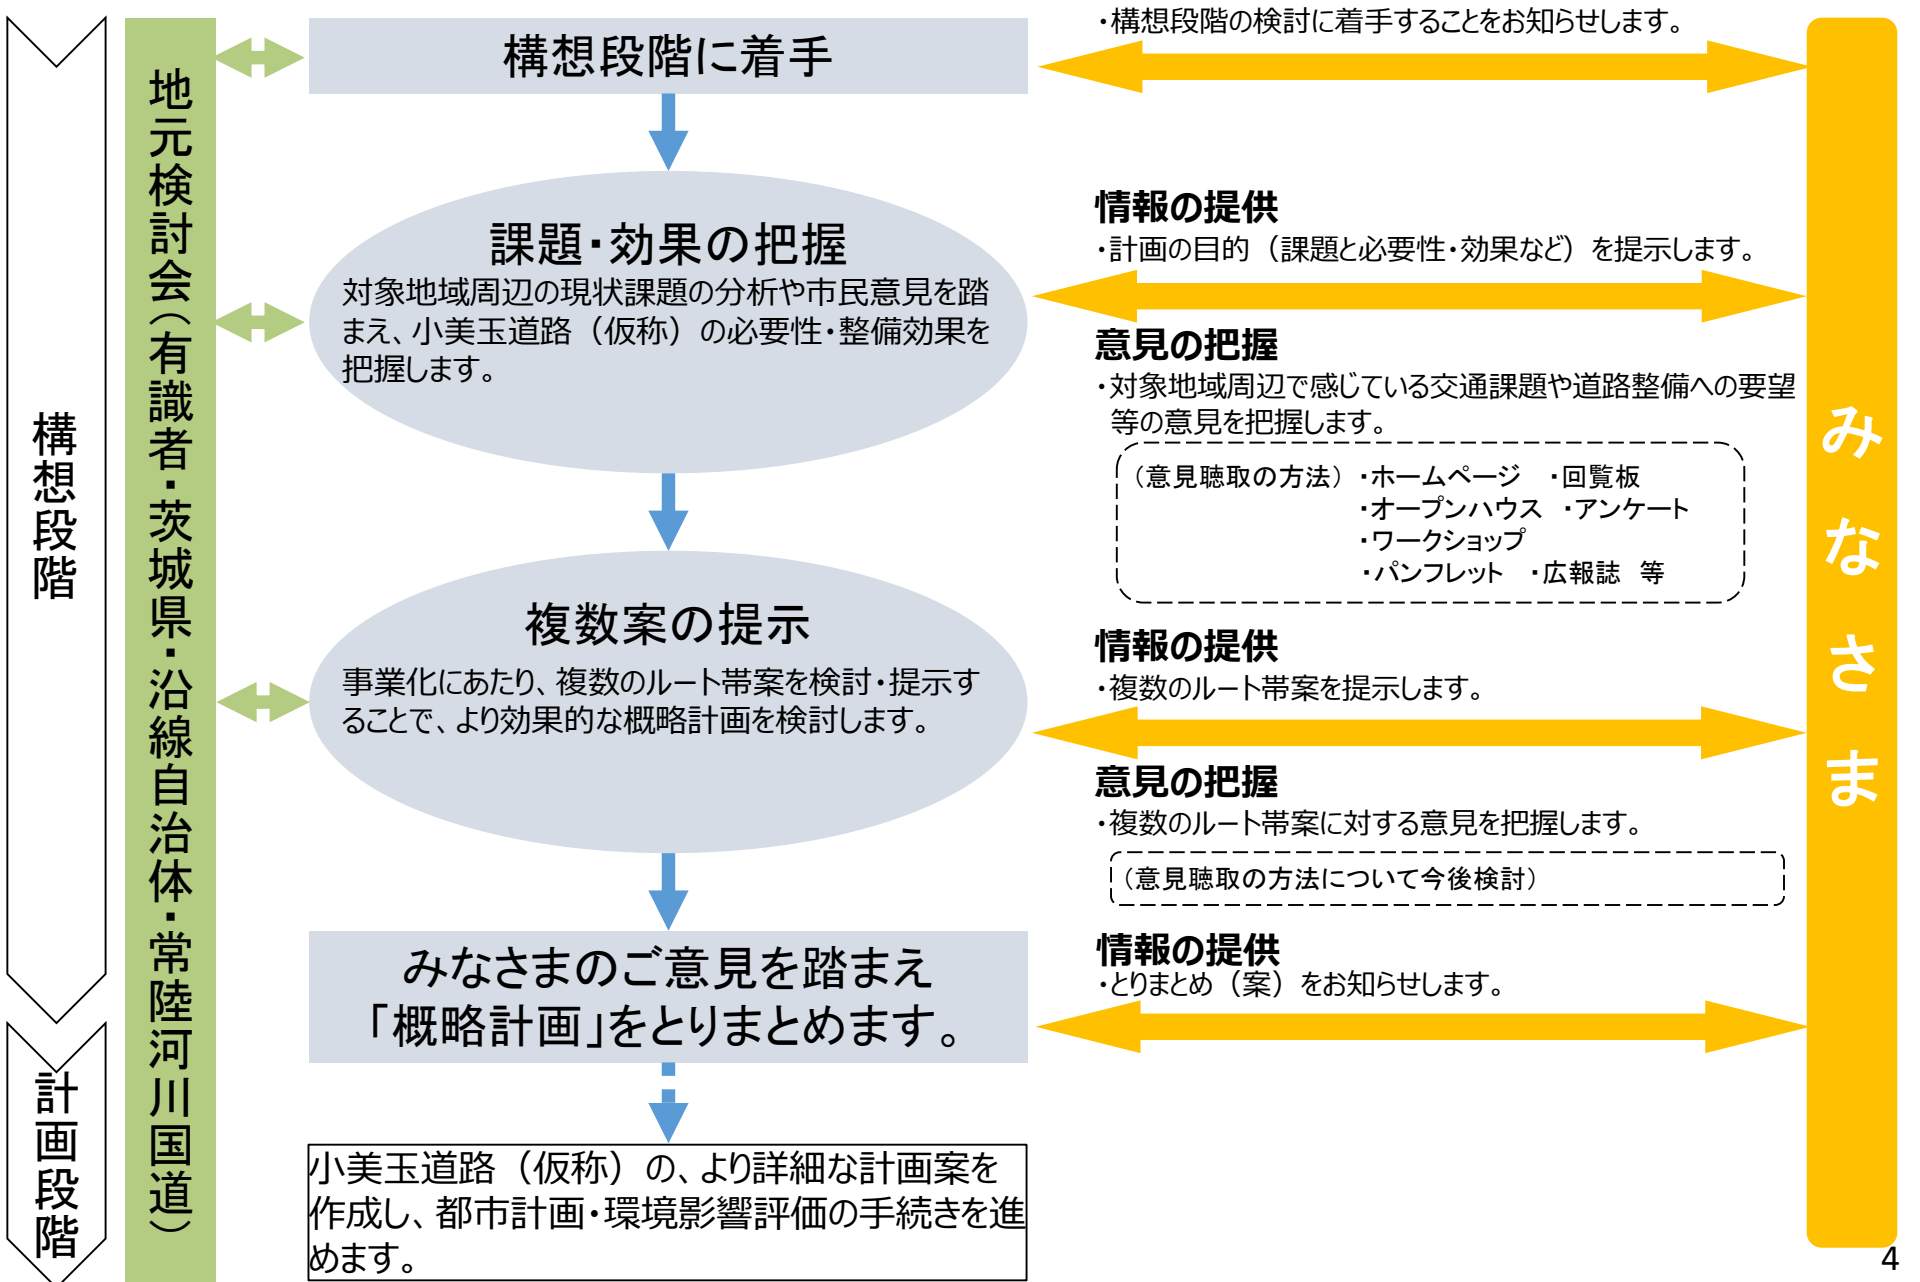 構想段階
計画段階
地元検討会（有識者・茨城県・沿線自治体・常陸河川国道）
構想段階に着手
課題・効果の把握
対象地域周辺の現状課題の分析や市民意見を踏
まえ、小美玉道路（仮称）の必要性・整備効果を
把握します。
複数案の提示
事業化にあたり、複数のルート帯案を検討・提示す
ることで、より効果的な概略計画を検討します。
みなさまのご意見を踏まえ
「概略計画」をとりまとめます。
小美玉道路（仮称）の、より詳細な計画案を
作成し、都市計画・環境影響評価の手続きを進
めます。
・構想段階の検討に着手することをお知らせします。
情報の提供
・計画の目的（課題と必要性・効果など）を提示します。
意見の把握
・対象地域周辺で感じている交通課題や道路整備への要望
等の意見を把握します。
（意見聴取の方法）・ホームページ　・回覧板
・オープンハウス　・アンケート
・ワークショップ
・パンフレット　・広報誌　等
情報の提供
・複数のルート帯案を提示します。
意見の把握
・複数のルート帯案に対する意見を把握します。
（意見聴取の方法について今後検討）
情報の提供
・とりまとめ（案）をお知らせします。
みなさま
4